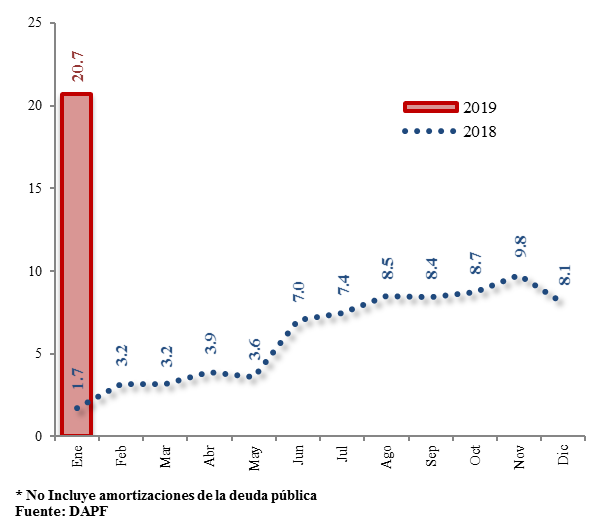 25
20
15
10
5
0
20.7
2019
2018
1.7
3.2
3.2
3.9
3.6
7.0
7.4
8.5
8.4
8.7
9.8
8.1
Ene
Feb
Mar
Abr
May
Jun
Jul
Ago
Sep
Oct
Nov
Dic
* No Incluye amortizaciones de la deuda pública
Fuente: DAPF